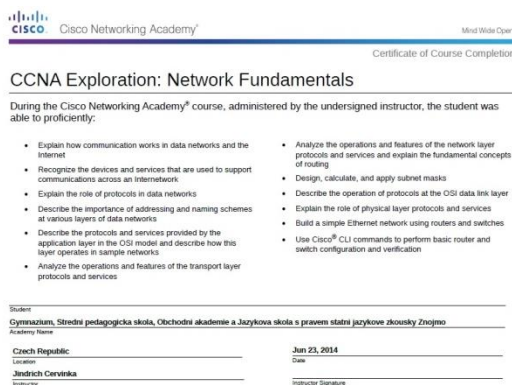 CISCO Cisco Networking Academy® Mind Wide Open
Certificate of Course Completion
CCNA Exploration: Network Fundamentals
During the Cisco Networking Academy® course, administered by the undersigned instructor, the student was
able to proficiently:
• Explain how communication works in data networks and the
Internet
• Recognize the devices and services that are used to support
communications across an Internetwork
• Explain the role of protocols in data networks
• Describe the importance of addressing and naming schemes
at various layers of data networks
• Describe the protocols and services provided by the
application layer in the OSI model and describe how this
layer operates in sample networks
• Analyze the operations and features of the transport layer
protocols and services
• Analyze the operations and features of the network layer
protocols and services and explain the fundamental concepts
of routing
• Design, calculate, and apply subnet masks
• Describe the operation of protocols at the OSI data link layer
• Explain the role of physical layer protocols and services
• Build a simple Ethernet network using routers and switches
• Use Cisco® CLI commands to perform basic router and
switch configuration and verification
Student
Gymnazium, Stredni pedagogicka skola, Obchodni akademie a Jazykova skola s pravem statni jazykove zkousky Znojmo
Academy Name
Czech Republic
Location
Jun 23, 2014
Date
Jindrich Cervinka
Instructor
Instructor Signature